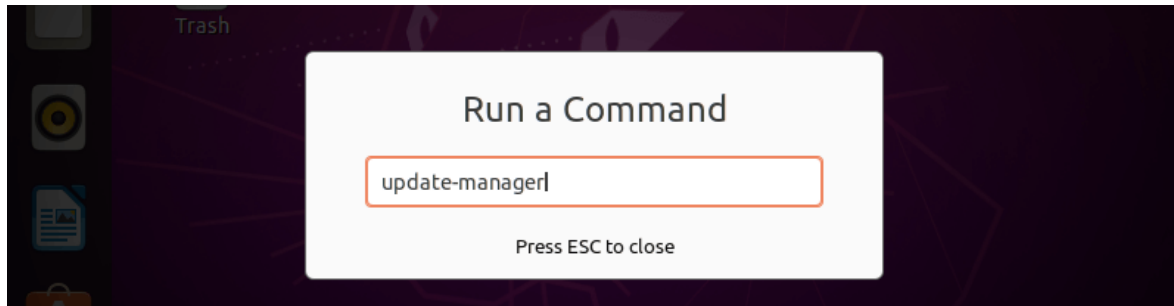 Trash
Run a Command
update-manager
Press ESC to close